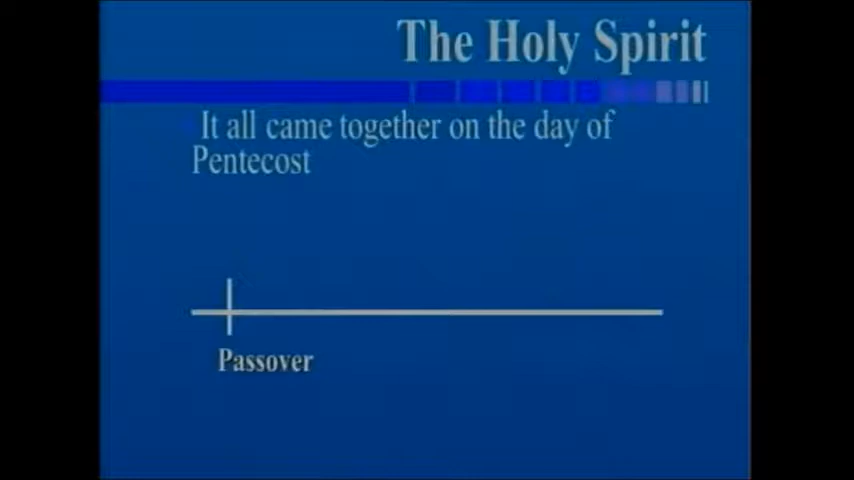 The Holy Spirit
It all came together on the day of
Pentecost
Passover